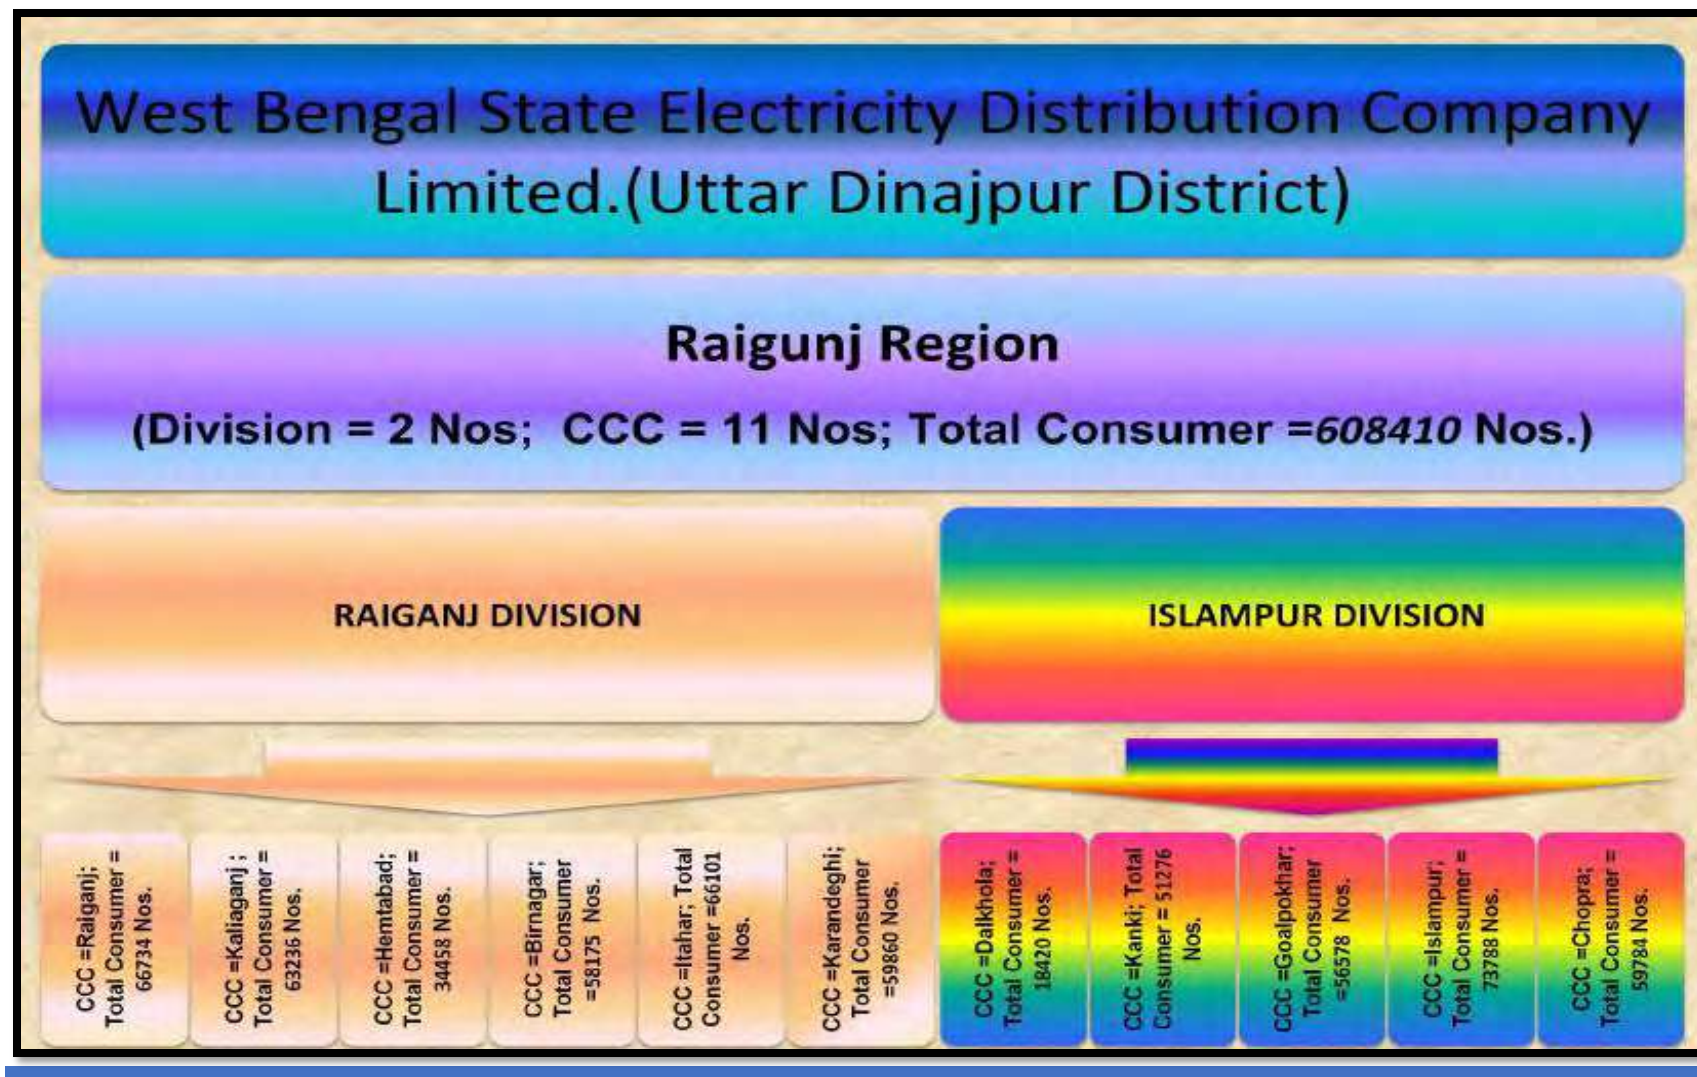 West Bengal State Electricity Distribution Company
Limited.(Uttar Dinajpur District)
Raigunj Region
(Division = 2 Nos;  CCC = 11 Nos; Total Consumer =608410 Nos.)
RAIGANJ DIVISION
ISLAMPUR DIVISION
CCC =Raiganj;
Total Consumer =
66734 Nos.
CCC =Kaliaganj ;
Total Consumer =
63236 Nos.
CCC =Hemtabad;
Total Consumer =
34458 Nos.
CCC =Birnagar;
Total Consumer
=58175  Nos.
CCC =Itahar; Total
Consumer =66101
Nos.
CCC =Karandeghi;
Total Consumer
=59860 Nos.
CCC =Dalkhola;
Total Consumer =
18420 Nos.
CCC =Kanki; Total
Consumer = 51276
Nos.
CCC =Goalpokhar;
Total Consumer
=56578  Nos.
CCC =Islampur;
Total Consumer =
73788 Nos.
CCC =Chopra;
Total Consumer =
59784 Nos.